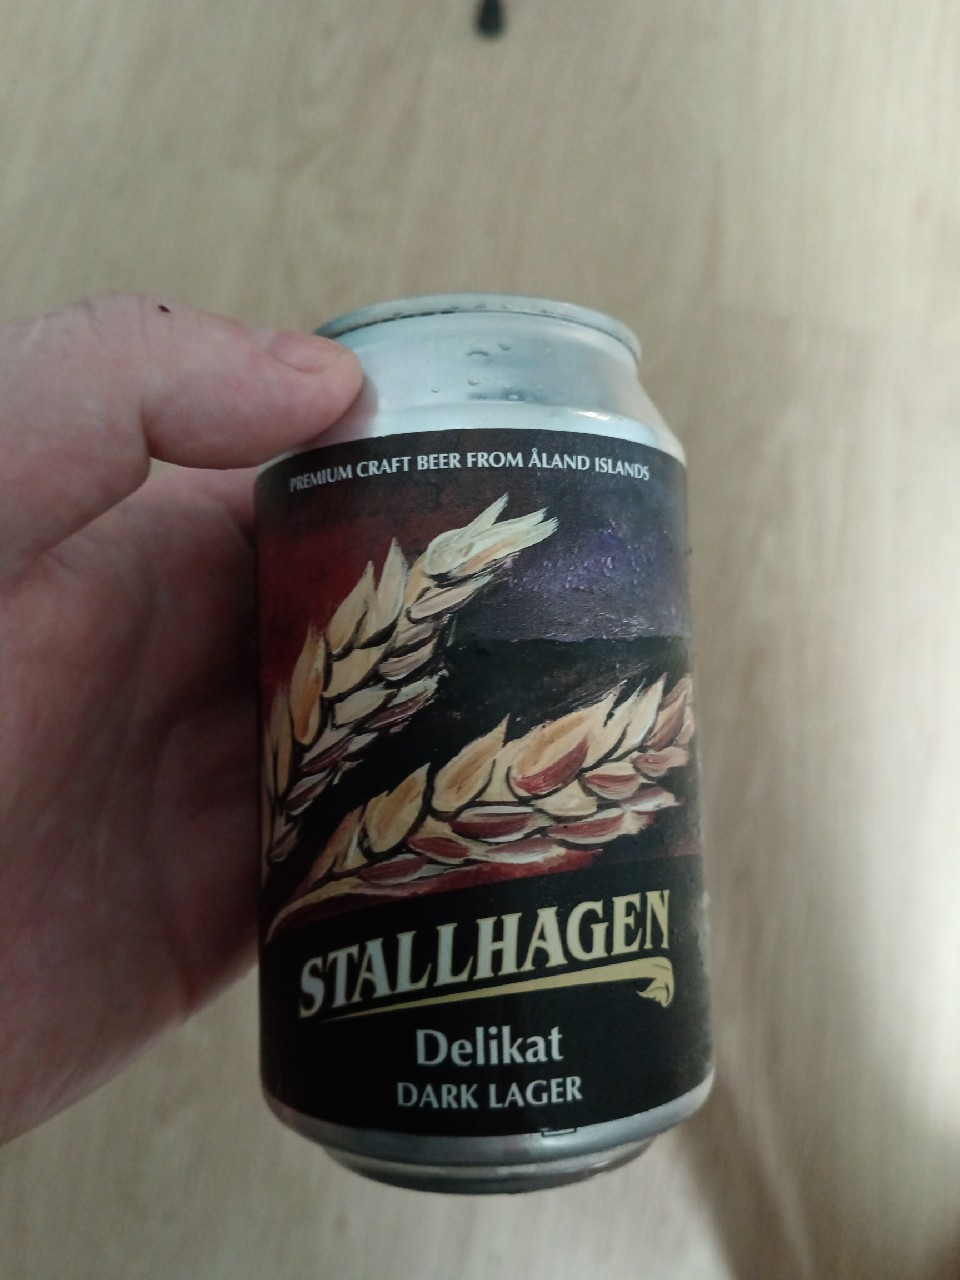 PREMIUM CRAFT BEER FROM ÅLAND ISLANDS
STALLHAGEN
Delikat
DARK LAGER